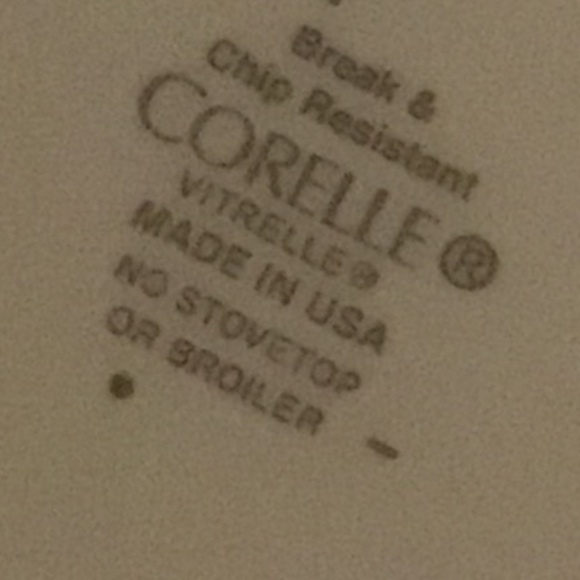 Break &
Chip Resistant
CORELLE®
VITRELLE®
MADE IN USA
NO STOVETOP
OR BROILER